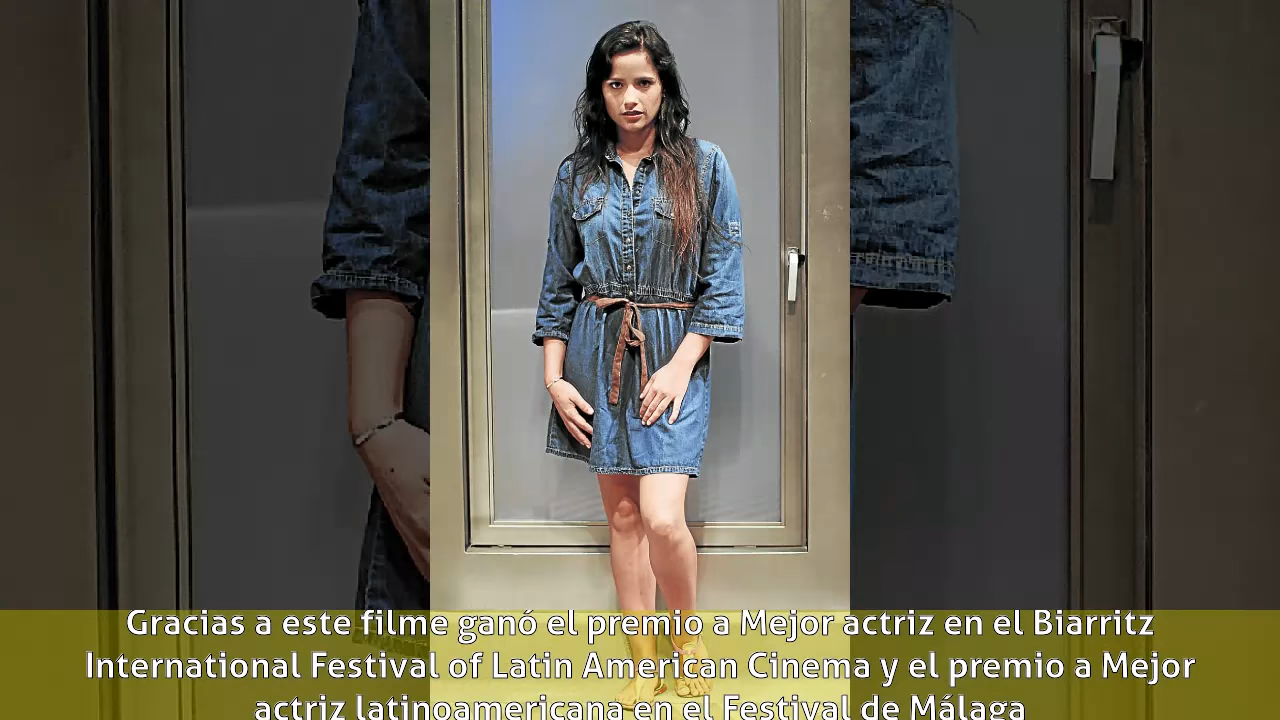 Gracias a este filme ganó el premio a Mejor actriz en el Biarritz
International Festival of Latin American Cinema y el premio a Mejor
actriz latinoamericana en el Festival de Málaga